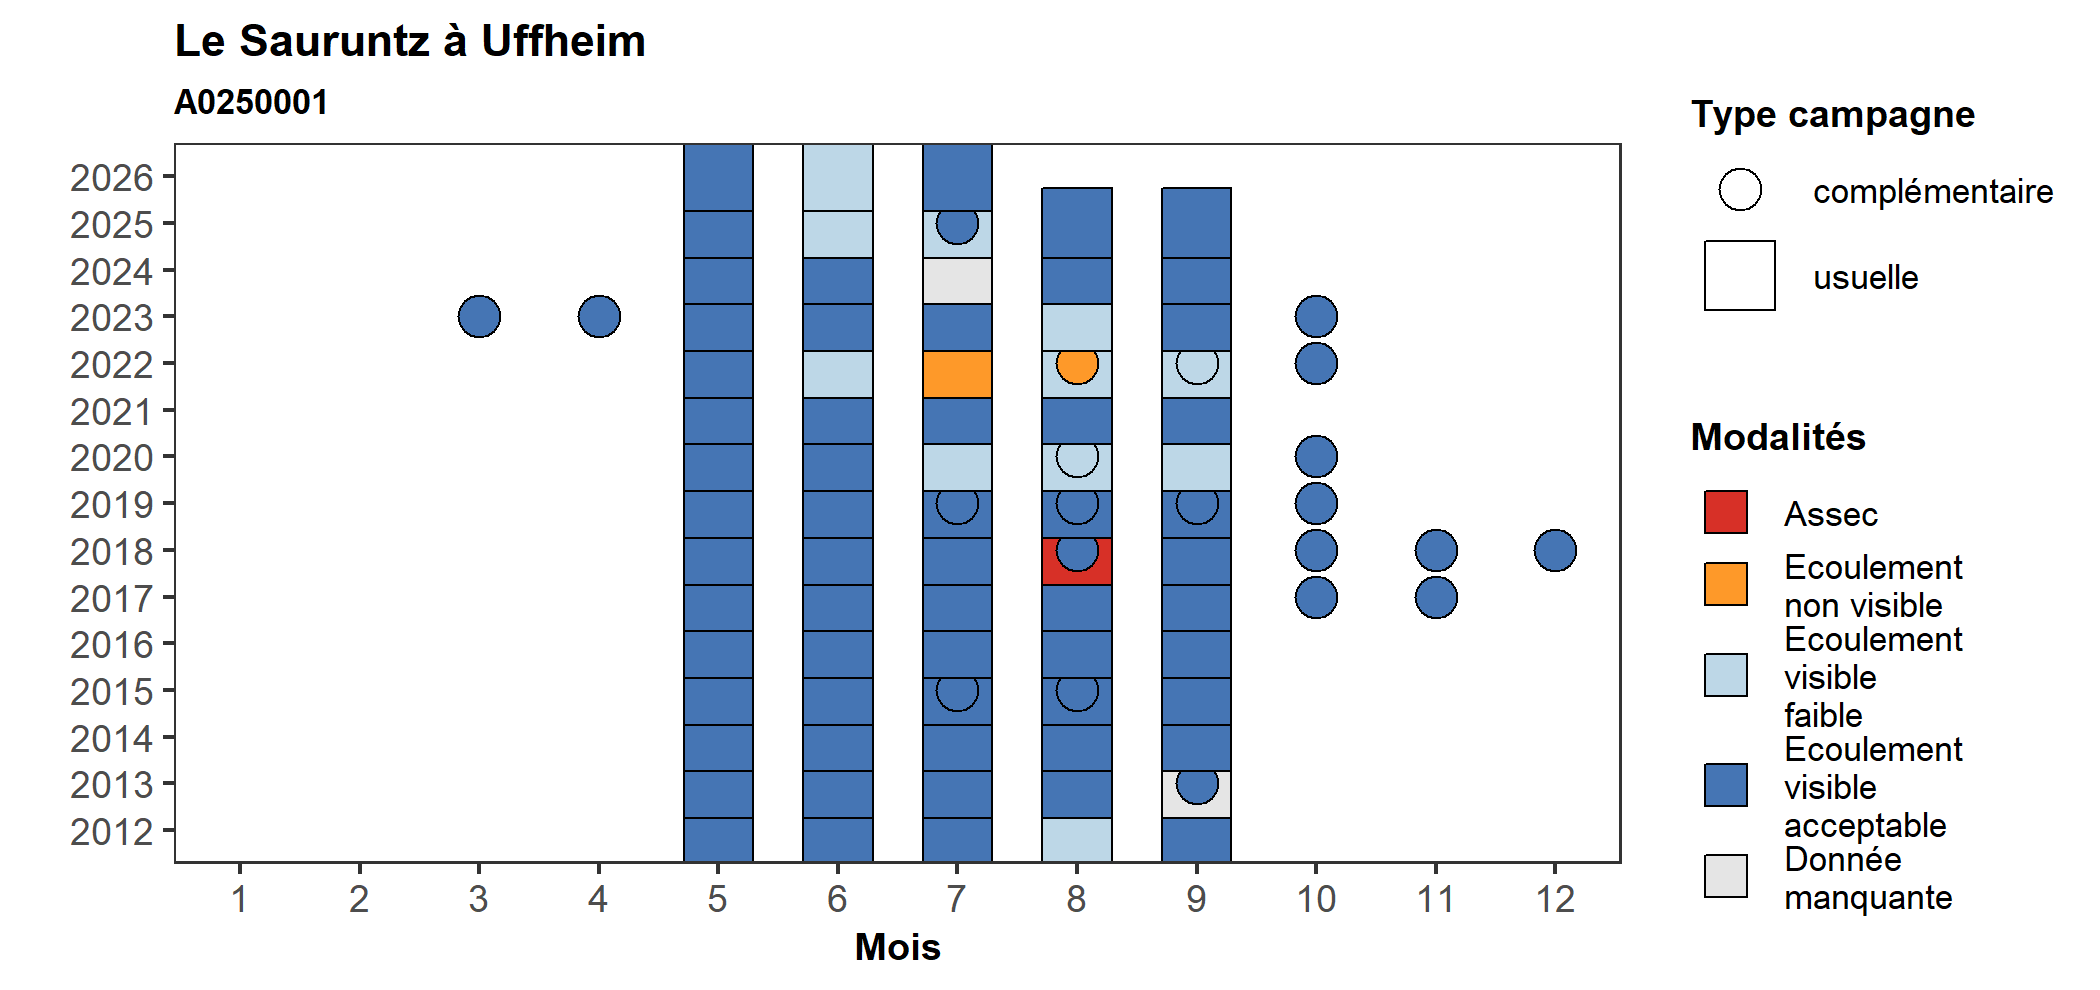 Le Sauruntz à Uffheim
A0250001
2026
2025
2024
2023
2022
2021
2020
2019
2018
2017
2016
2015
2014
2013
2012
1 2 3 4 5 6 7 8 9 10 11 12
Mois
Type campagne
complémentaire
usuelle
Modalités
Assec
Ecoulement
non visible
Ecoulement
visible
faible
Ecoulement
visible
acceptable
Donnée
manquante